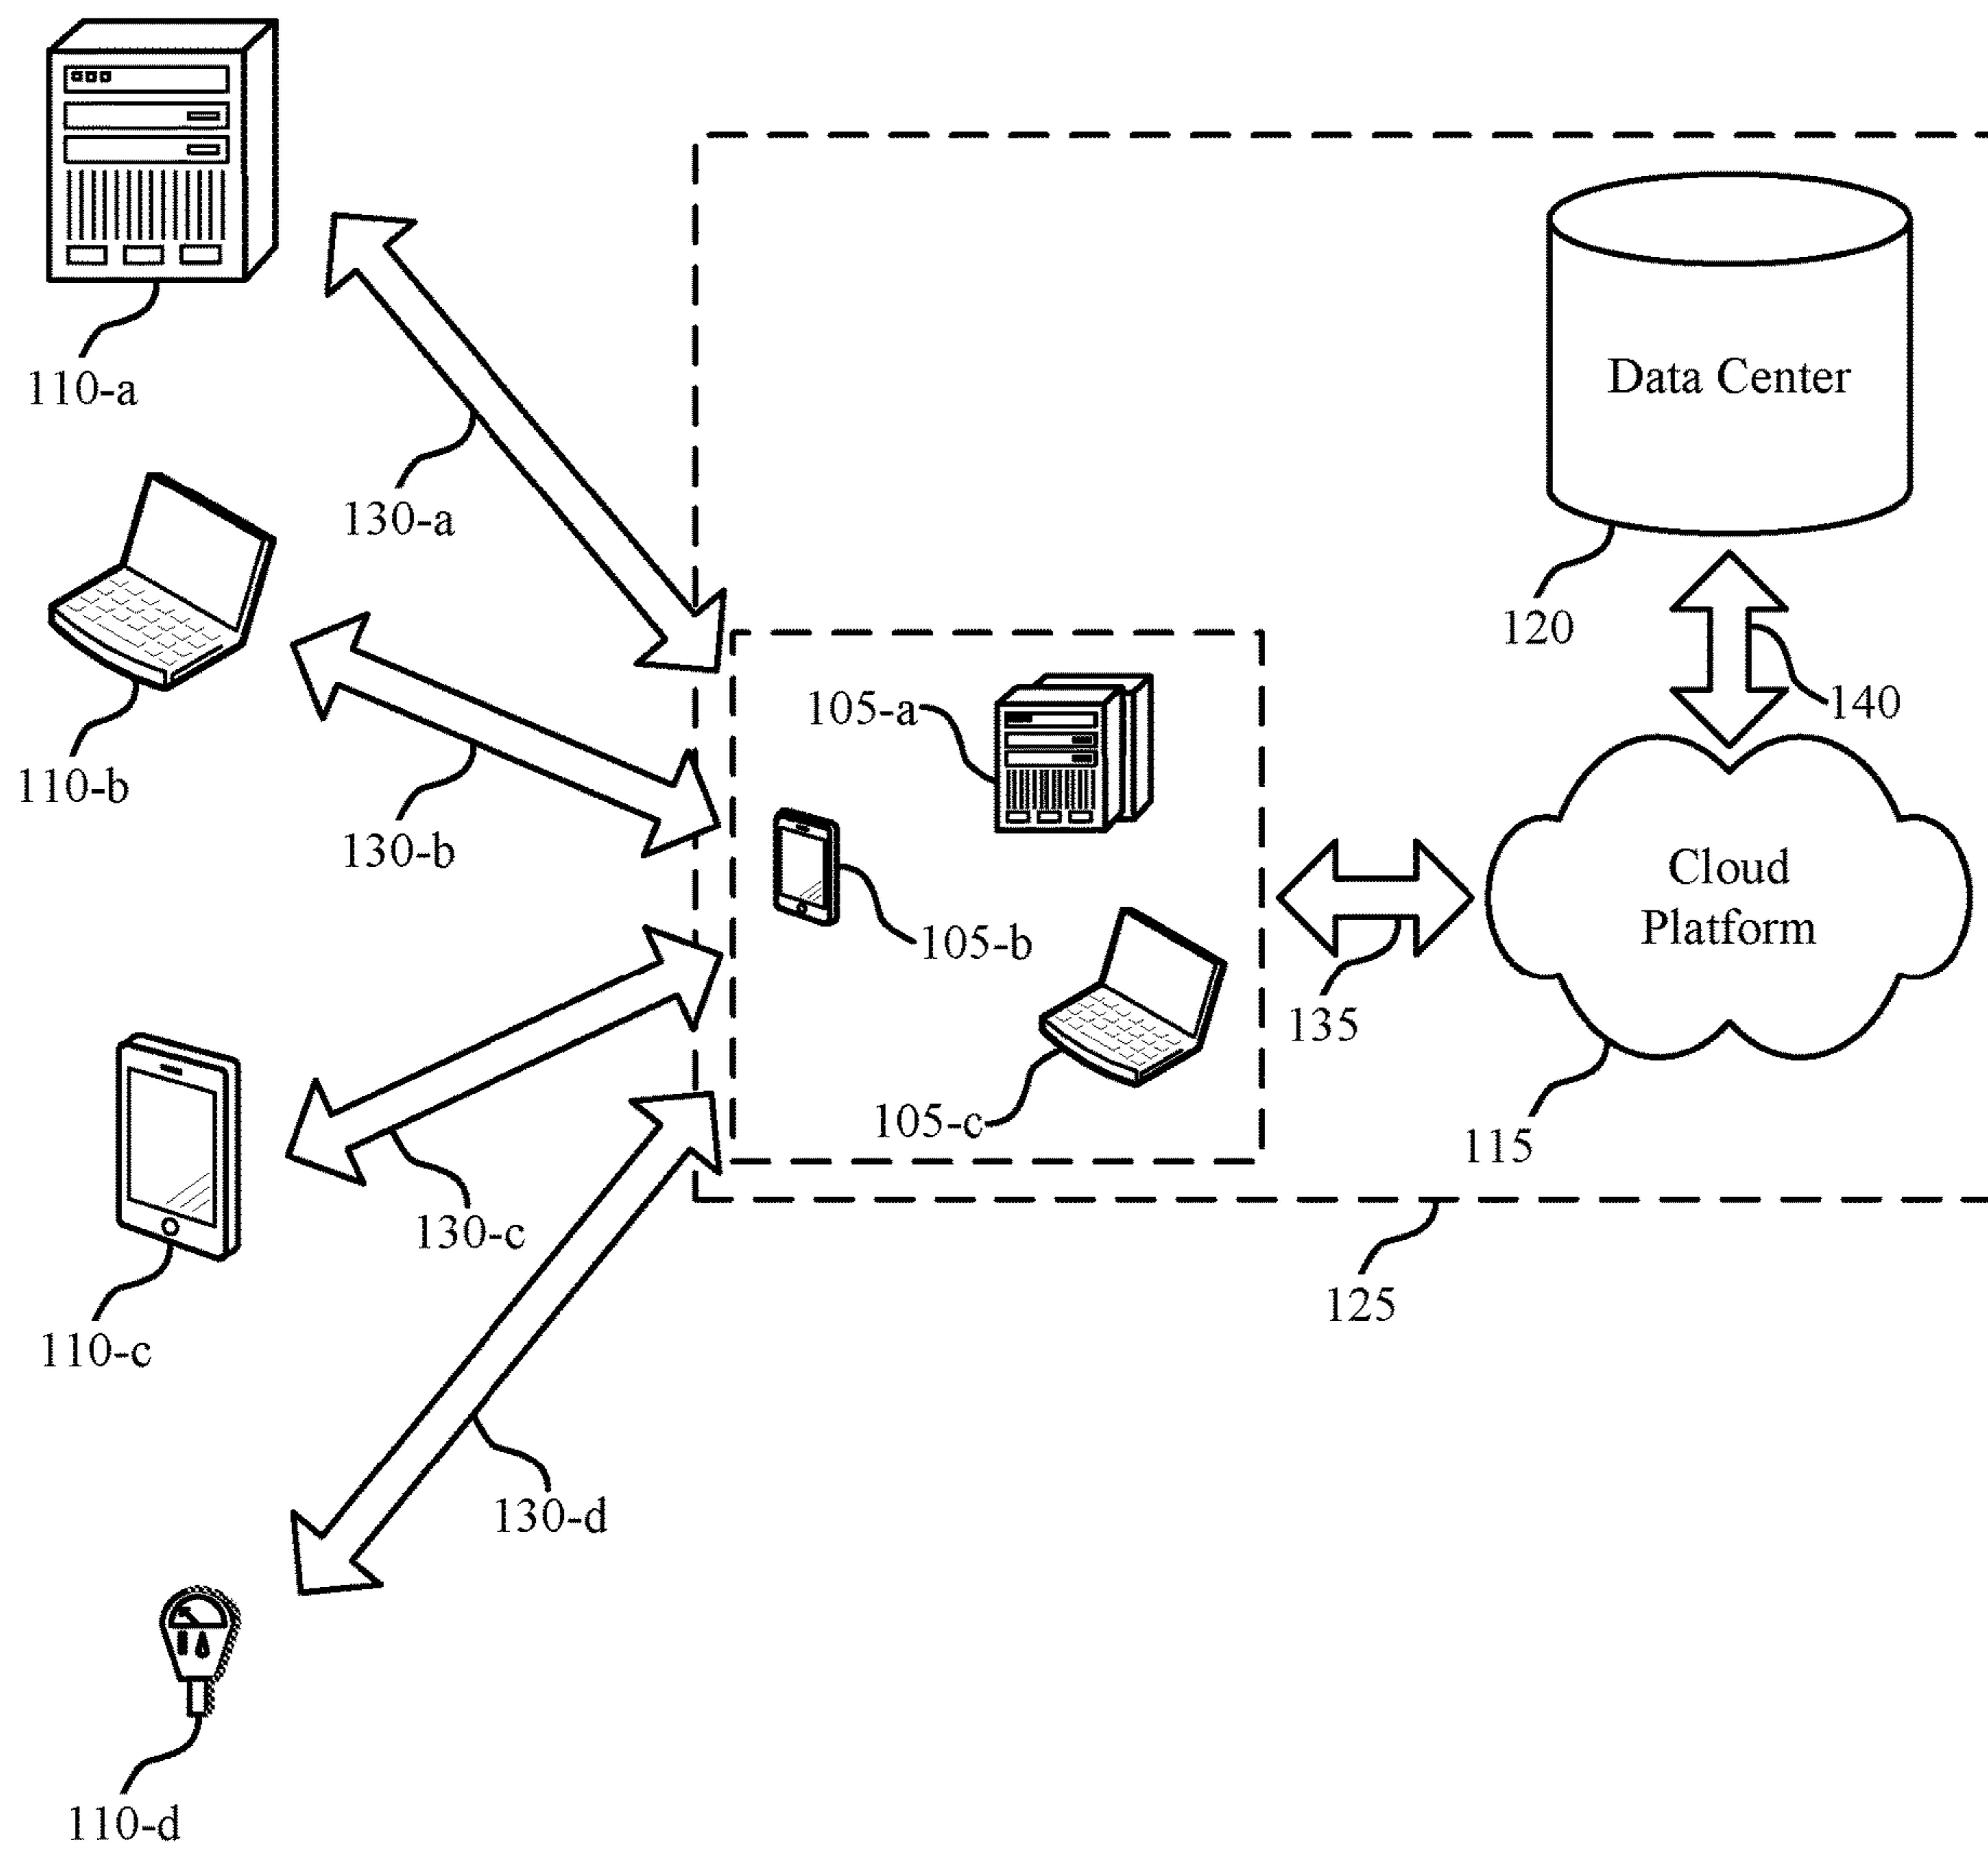 110-a
130-a
Data Center
120
140
110-b
130-b
105-a
105-b
105-c
135
Cloud
Platform
115
110-c
130-c
125
130-d
110-d